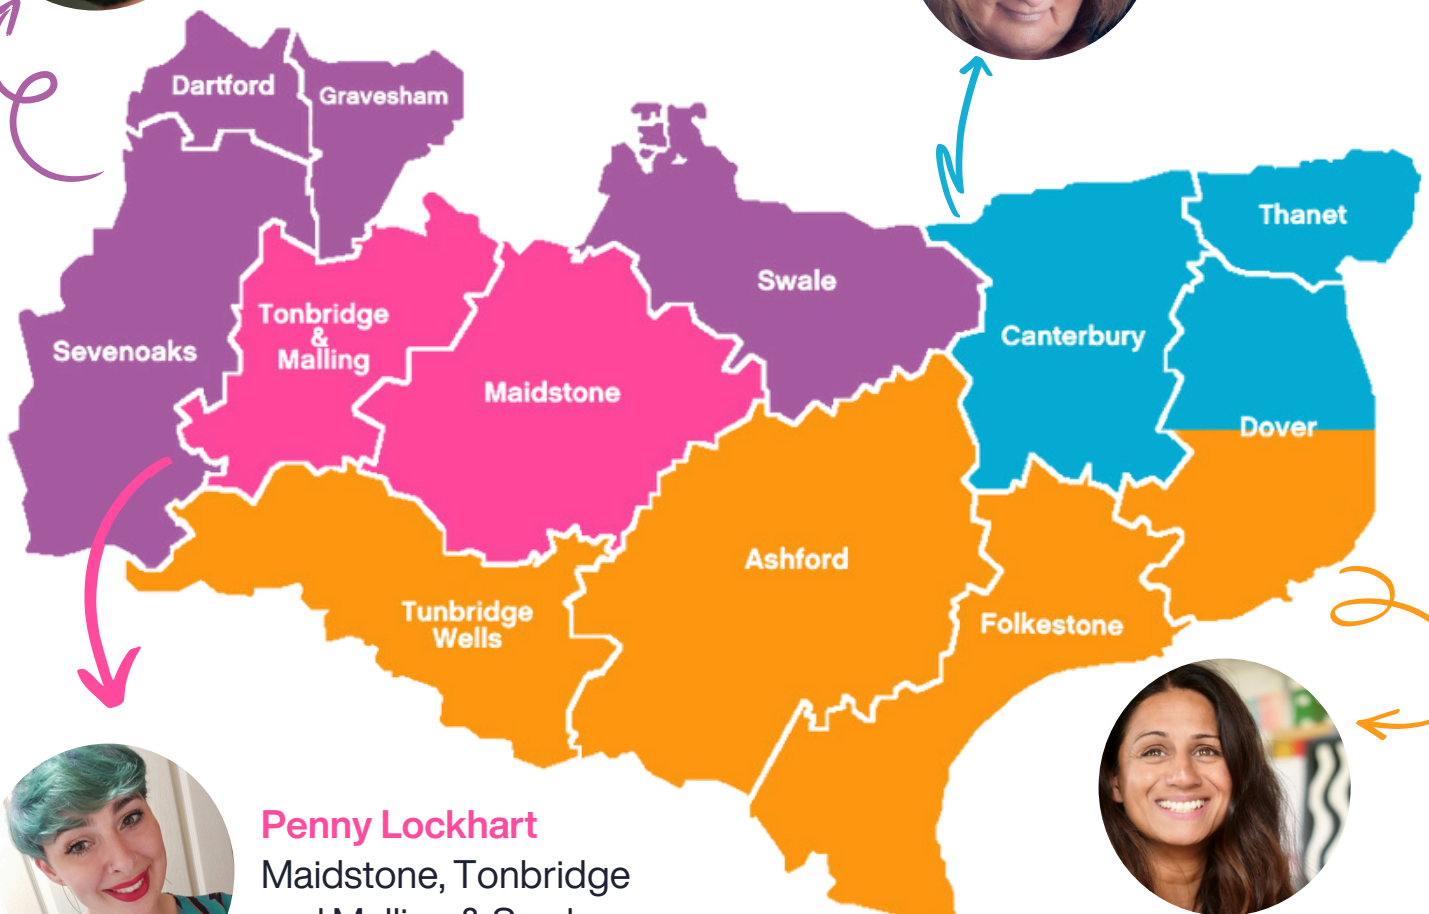 Dartford
Gravesham
Thanet
Swale
Tonbridge
&
Malling
Canterbury
Sevenoaks
Maidstone
Dover
Ashford
Tunbridge
Wells
Folkestone
Penny Lockhart
Maidstone, Tonbridge